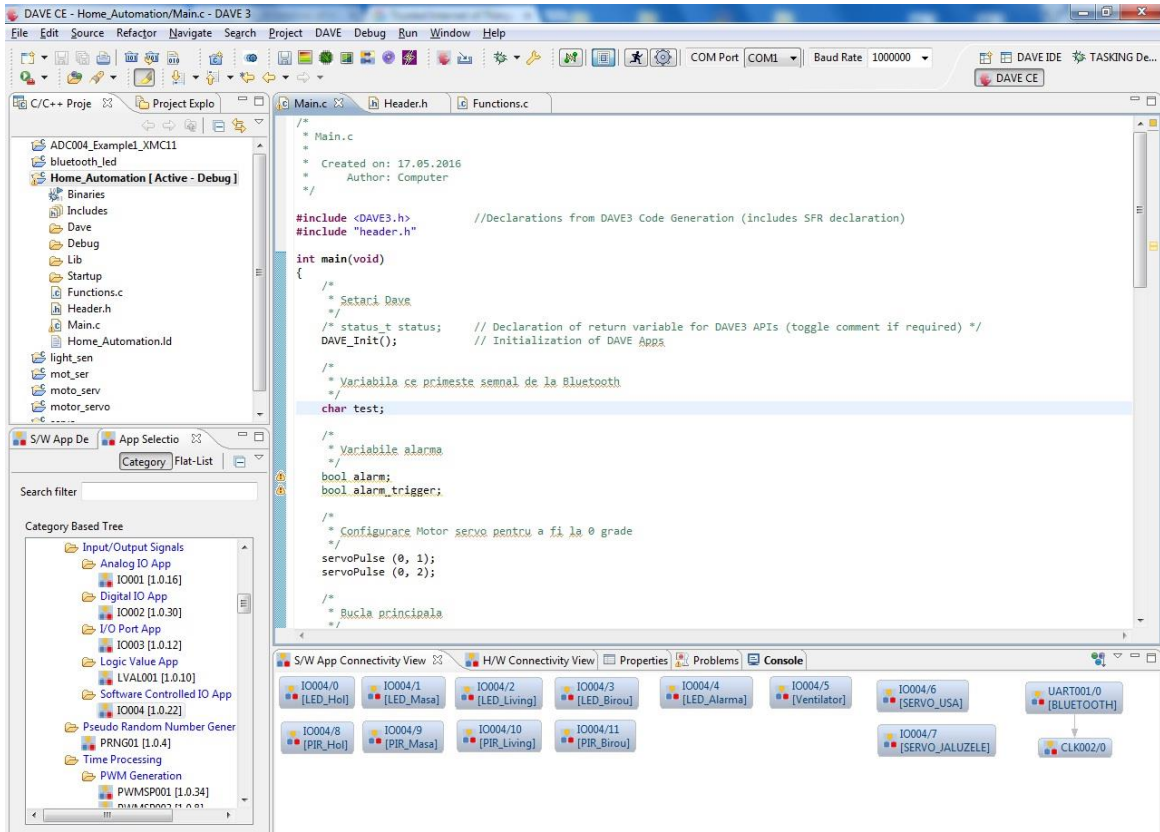 DAVE CE - Home_Automation/Main.c - DAVE 3
File Edit Source Refactor Navigate Search Project DAVE Debug Run Window Help
COM Port COM1 Baud Rate 1000000
DAVE IDE TASKING De...
DAVE CE
C/C++ Proje Project Explo
ADC004_Example1_XMC11
bluetooth_led
Home_Automation [ Active - Debug ]
Binaries
Includes
Dave
Debug
Lib
Startup
Functions.c
Header.h
Main.c
Home_Automation.ld
light_sen
mot_ser
moto_serv
motor_servo
Main.c Header.h Functions.c
/*
 * Main.c
 *
 *  Created on: 17.05.2016
 *      Author: Computer
 */
#include <DAVE3.h> //Declarations from DAVE3 Code Generation (includes SFR declaration)
#include "header.h"
int main(void)
{
/*
 * Setari Dave
 */
/* status_t status; // Declaration of return variable for DAVE3 APIs (toggle comment if required) */
DAVE_Init(); // Initialization of DAVE Apps
/*
 * Variabila ce primeste semnal de la Bluetooth
 */
char test;
/*
 * Variabile alarma
 */
bool alarm;
bool alarm_trigger;
/*
 * Configurare Motor servo pentru a fi la 0 grade
 */
servoPulse (0, 1);
servoPulse (0, 2);
/*
 * Bucla principala
 */
S/W App De App Selectio
Category Flat-List
Search filter
Category Based Tree
Input/Output Signals
Analog IO App
IO001 [1.0.16]
Digital IO App
IO002 [1.0.30]
I/O Port App
IO003 [1.0.12]
Logic Value App
LVAL001 [1.0.10]
Software Controlled IO App
IO004 [1.0.22]
Pseudo Random Number Gener
PRNG01 [1.0.4]
Time Processing
PWM Generation
PWMSP001 [1.0.34]
S/W App Connectivity View H/W Connectivity View Properties Problems Console
IO004/0
[LED_Hol]
IO004/1
[LED_Masa]
IO004/2
[LED_Living]
IO004/3
[LED_Birou]
IO004/4
[LED_Alarma]
IO004/5
[Ventilator]
IO004/6
[SERVO_USA]
UART001/0
[BLUETOOTH]
IO004/8
[PIR_Hol]
IO004/9
[PIR_Masa]
IO004/10
[PIR_Living]
IO004/11
[PIR_Birou]
IO004/7
[SERVO_JALUZELE]
CLK002/0